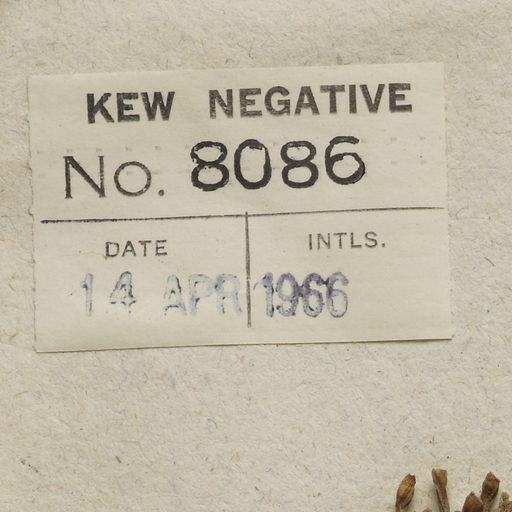 KEW NEGATIVE
No. 8086
DATE INTLS.
14 APR 1966